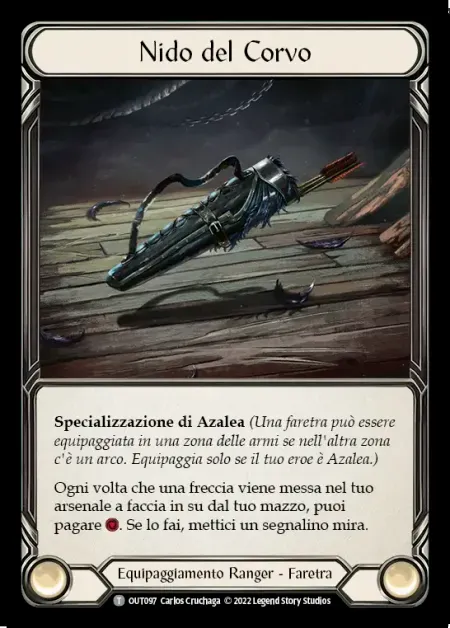 Nido del Corvo
Specializzazione di Azalea (Una faretra può essere
equipaggiata in una zona delle armi se nell'altra zona
c'è un arco. Equipaggia solo se il tuo eroe è Azalea.)
Ogni volta che una freccia viene messa nel tuo
arsenale a faccia in su dal tuo mazzo, puoi
pagare . Se lo fai, mettici un segnalino mira.
Equipaggiamento Ranger - Faretra
T OUT097 Carlos Cruchaga © 2022 Legend Story Studios